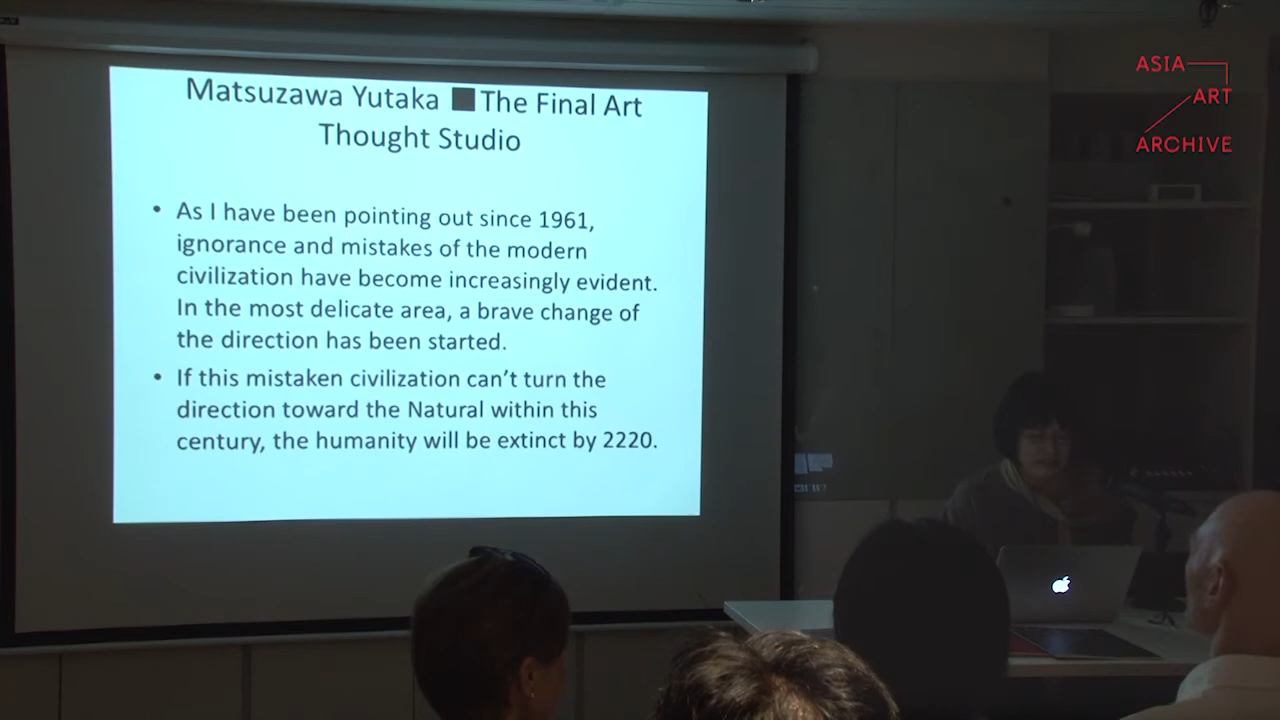 Matsuzawa Yutaka ■The Final Art
Thought Studio
• As I have been pointing out since 1961,
ignorance and mistakes of the modern
civilization have become increasingly evident.
In the most delicate area, a brave change of
the direction has been started.
• If this mistaken civilization can't turn the
direction toward the Natural within this
century, the humanity will be extinct by 2220.
ASIA
ART
ARCHIVE